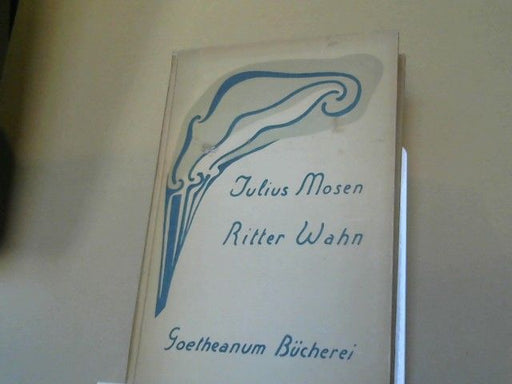 Julius Mosen
Ritter Wahn
Goetheanum Bücherei